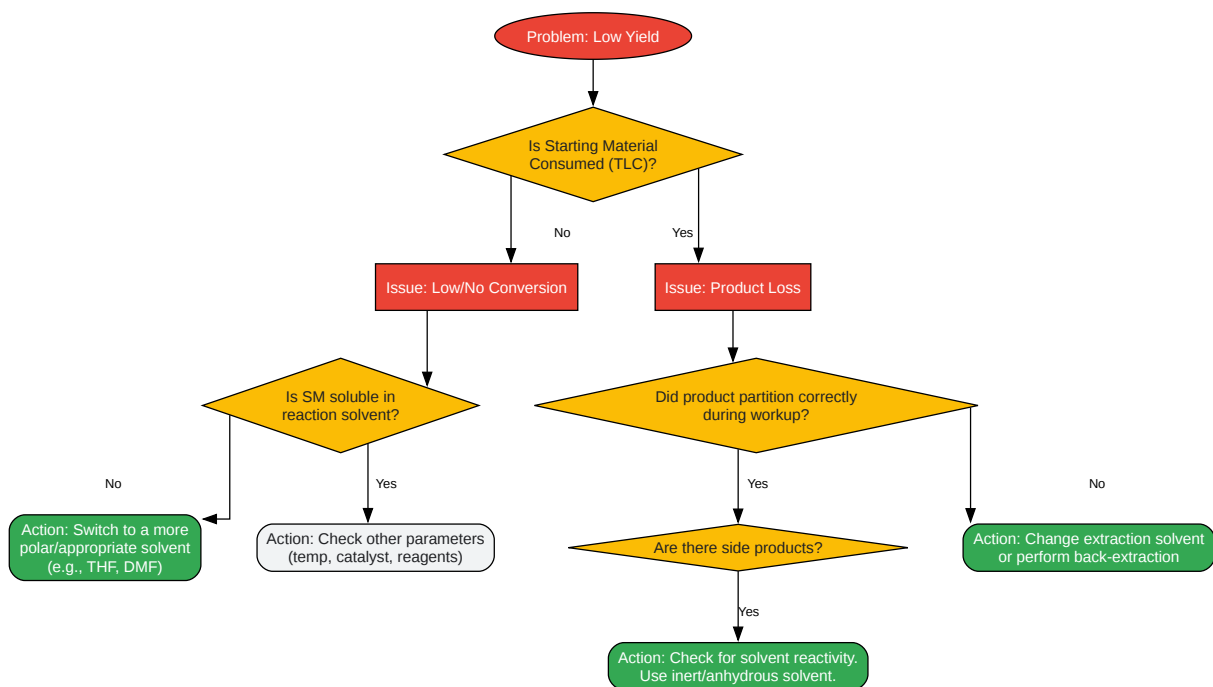 Problem: Low Yield
Is Starting Material
Consumed (TLC)?
No
Yes
Issue: Low/No Conversion
Issue: Product Loss
Is SM soluble in
reaction solvent?
Did product partition correctly
during workup?
No
Yes
Yes
No
Action: Switch to a more
polar/appropriate solvent
(e.g., THF, DMF)
Action: Check other parameters
(temp, catalyst, reagents)
Are there side products?
Action: Change extraction solvent
or perform back-extraction
Yes
Action: Check for solvent reactivity.
Use inert/anhydrous solvent.